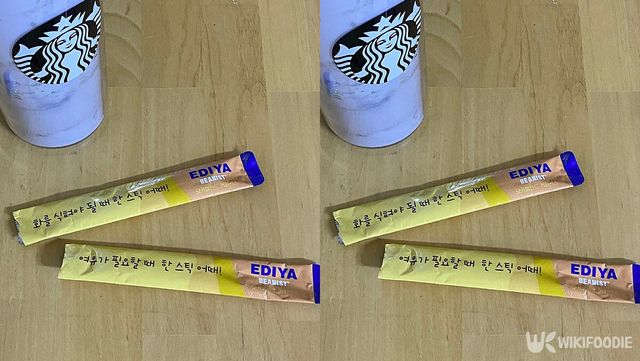 화를 식혀야 될 때 한 스틱 어때!
EDIYA
BEANIST
여유가 필요할 때 한 스틱 어때!
EDIYA
BEANIST
화를 식혀야 될 때 한 스틱 어때!
EDIYA
BEANIST
여유가 필요할 때 한 스틱 어때!
EDIYA
BEANIST
WIKIFOODIE